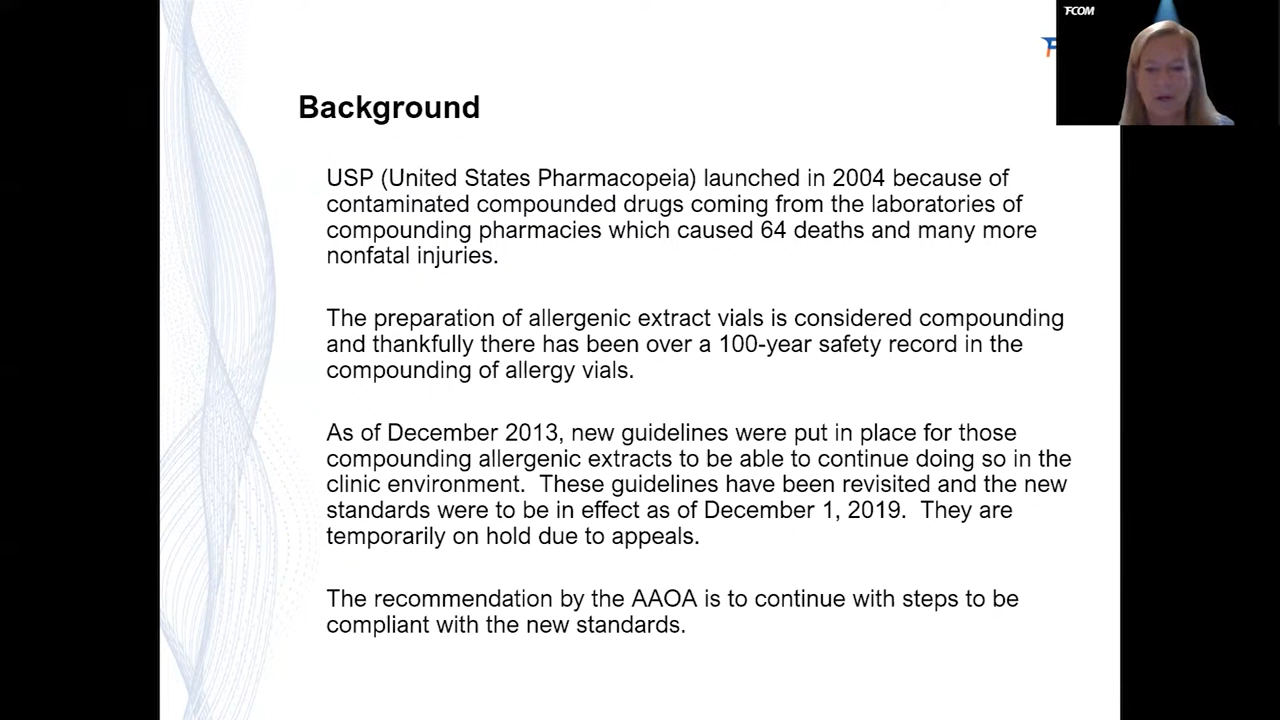 FCOM
Background
USP (United States Pharmacopeia) launched in 2004 because of
contaminated compounded drugs coming from the laboratories of
compounding pharmacies which caused 64 deaths and many more
nonfatal injuries.
The preparation of allergenic extract vials is considered compounding
and thankfully there has been over a 100-year safety record in the
compounding of allergy vials.
As of December 2013, new guidelines were put in place for those
compounding allergenic extracts to be able to continue doing so in the
clinic environment.  These guidelines have been revisited and the new
standards were to be in effect as of December 1, 2019.  They are
temporarily on hold due to appeals.
The recommendation by the AAOA is to continue with steps to be
compliant with the new standards.